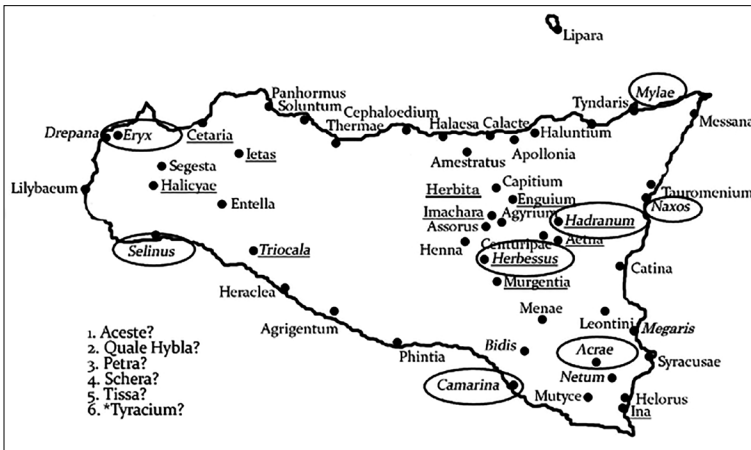 Lipara
Mylae
Panhormus
Soluntum
Tyndaris
Cephaloedium
Messana
Drepana
Eryx
Cetaria
Thermae
Halaesa
Calacte
Haluntium
Ietas
Amestratus
Apollonia
Segesta
Lilybaeum
Halicyae
Herbita
Capitium
Tauromenium
Entella
Enguium
Naxos
Imachara
Agyrium
Hadranum
Assorus
Selinus
Triocala
Henna
Centuripae
Aetna
Herbessus
Catina
Heraclea
Murgentia
Menae
Leontini
Megaris
Agrigentum
Phintia
Bidis
Acrae
Syracusae
Camarina
Netum
Mutyce
Helorus
Ina
1. Aceste?
2. Quale Hybla?
3. Petra?
4. Schera?
5. Tissa?
6. *Tyracium?